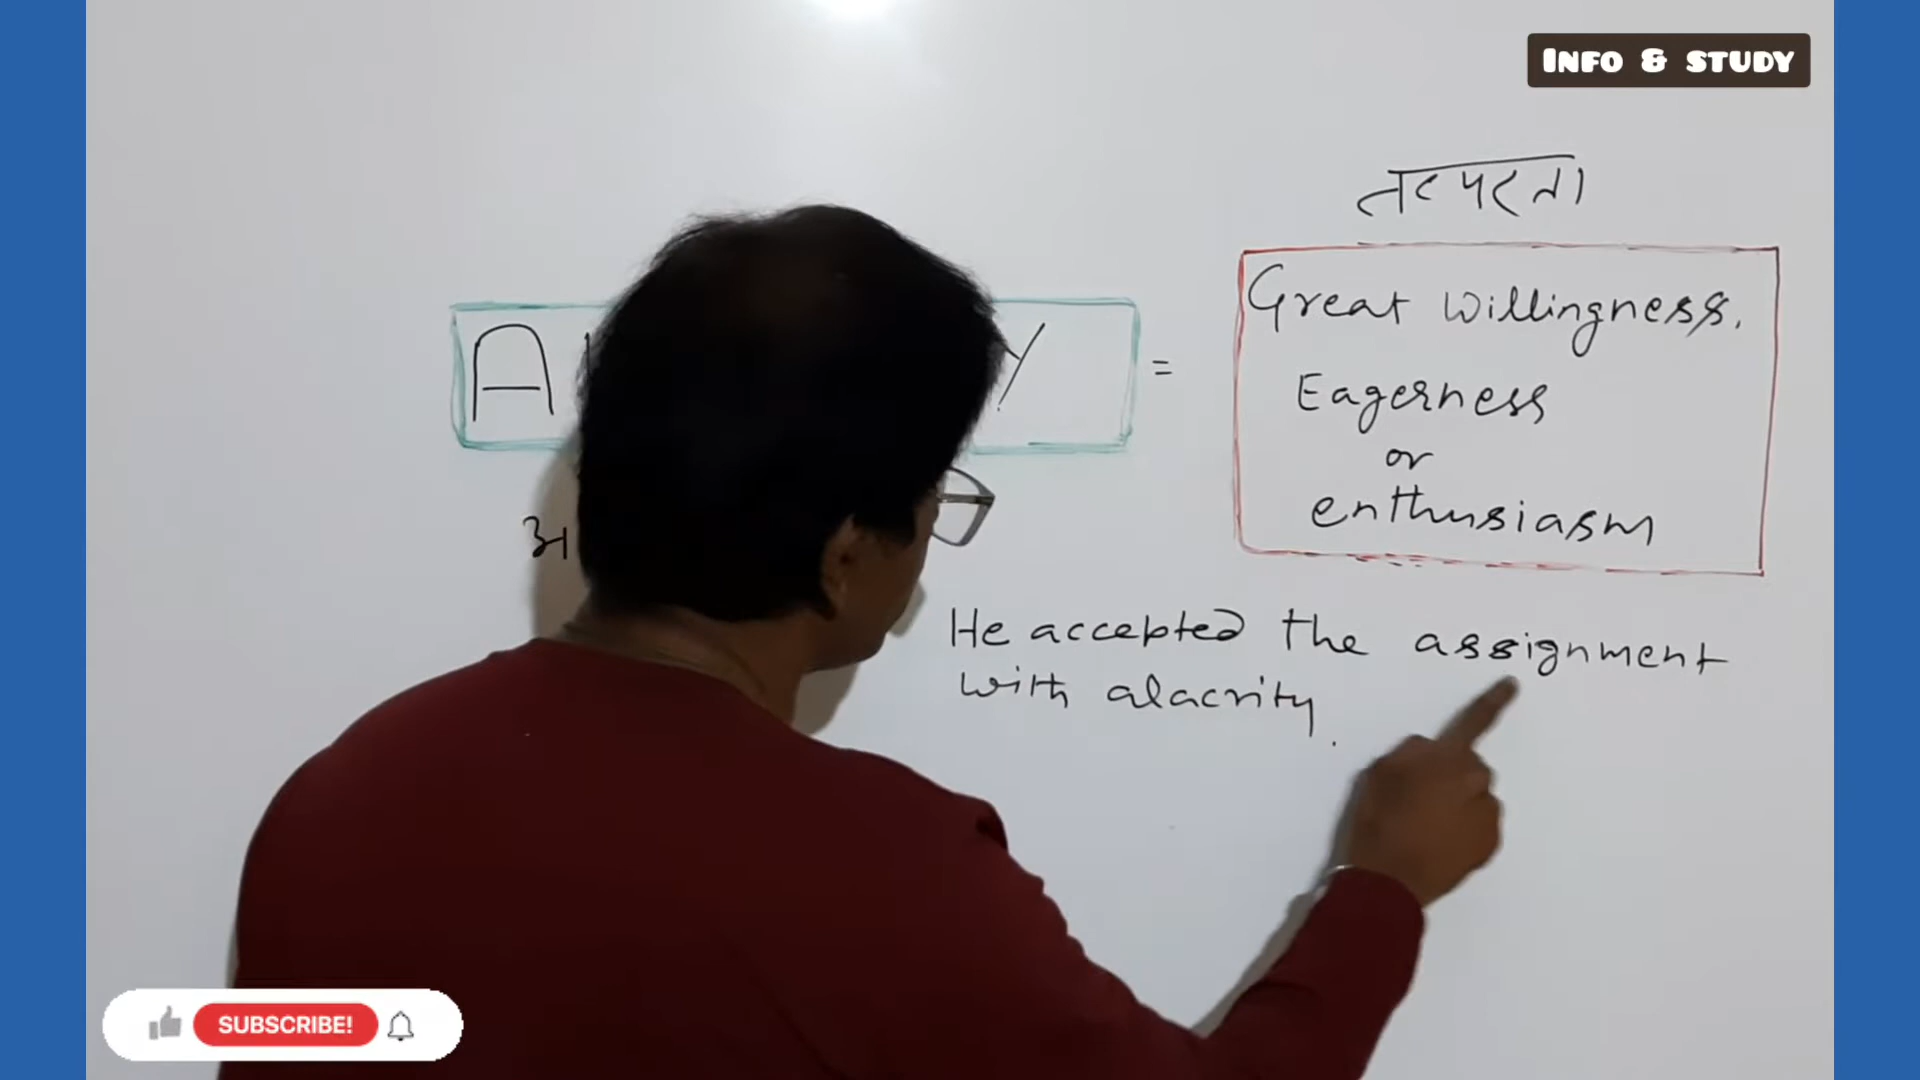 INFO & STUDY
तत्परता
=
Great willingness,
Eagerness
or
enthusiasm
He accepted the assignment
with alacrity.
SUBSCRIBE!